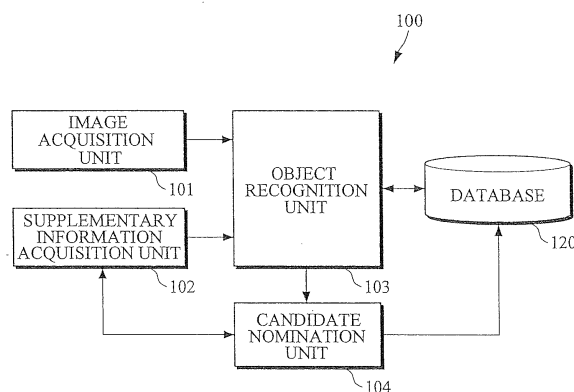 100
IMAGE
ACQUISITION
UNIT
101
OBJECT
RECOGNITION
UNIT
103
DATABASE
120
SUPPLEMENTARY
INFORMATION
ACQUISITION UNIT
102
CANDIDATE
NOMINATION
UNIT
104